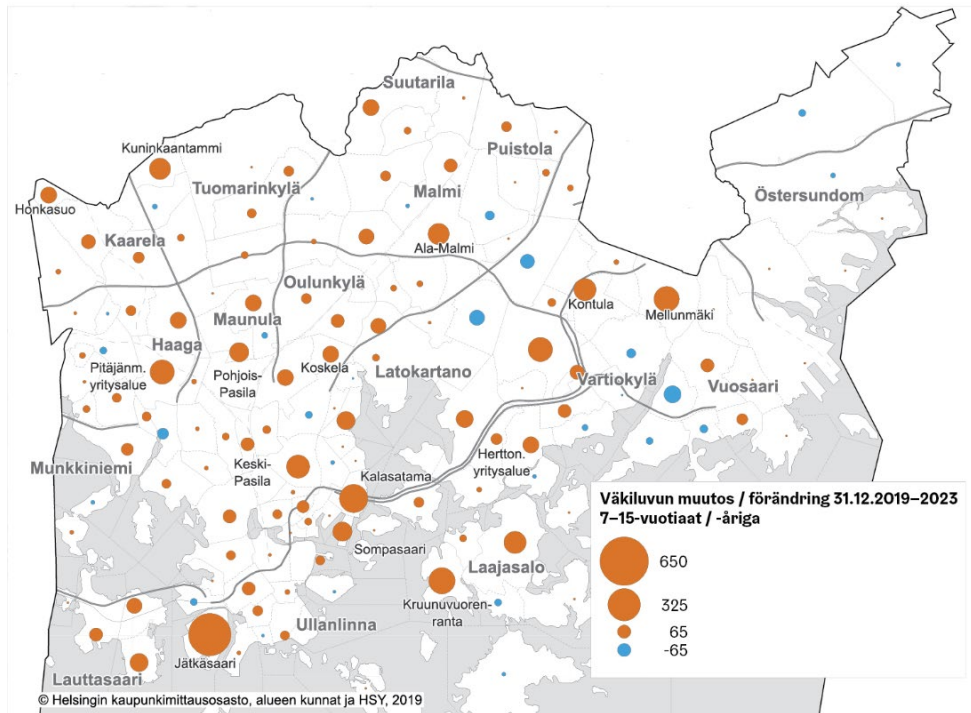 Suutarila
Kuninkaantammi
Puistola
Tuomarinkylä
Malmi
Östersundom
Honkasuo
Kaarela
Ala-Malmi
Oulunkylä
Kontula
Mellunmäki
Maunula
Haaga
Pitäjänm.
yritysalue
Pohjois-
Pasila
Koskela
Latokartano
Vartiokylä
Vuosaari
Munkkiniemi
Keski-
Pasila
Hertton.
yritysalue
Kalasatama
Sompasaari
Laajasalo
Kruunuvuoren-
ranta
Ullanlinna
Jätkäsaari
Lauttasaari
Väkiluvun muutos / förändring 31.12.2019–2023
7–15-vuotiaat / -åriga
650
325
65
-65
© Helsingin kaupunkimittausosasto, alueen kunnat ja HSY, 2019